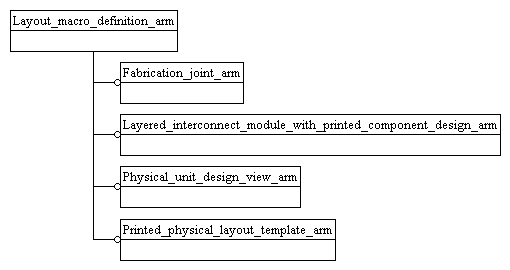 Layout_macro_definition_arm
Fabrication_joint_arm
Layered_interconnect_module_with_printed_component_design_arm
Physical_unit_design_view_arm
Printed_physical_layout_template_arm